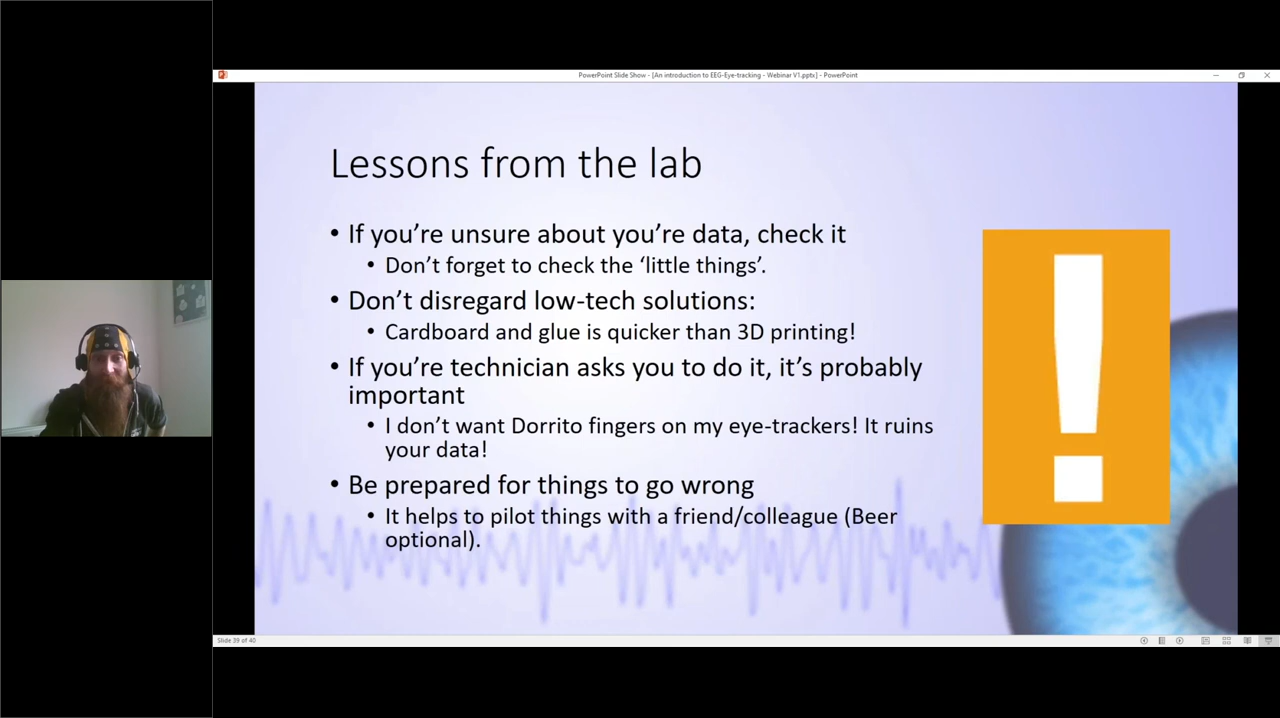 PowerPoint Slide Show - [An introduction to EEG-Eye-tracking - Webinar V1.pptx] - PowerPoint
Lessons from the lab
• If you’re unsure about you’re data, check it
• Don’t forget to check the ‘little things’.
• Don’t disregard low-tech solutions:
• Cardboard and glue is quicker than 3D printing!
• If you’re technician asks you to do it, it’s probably
important
• I don’t want Dorrito fingers on my eye-trackers! It ruins
your data!
• Be prepared for things to go wrong
• It helps to pilot things with a friend/colleague (Beer
optional).
!
Slide 39 of 40